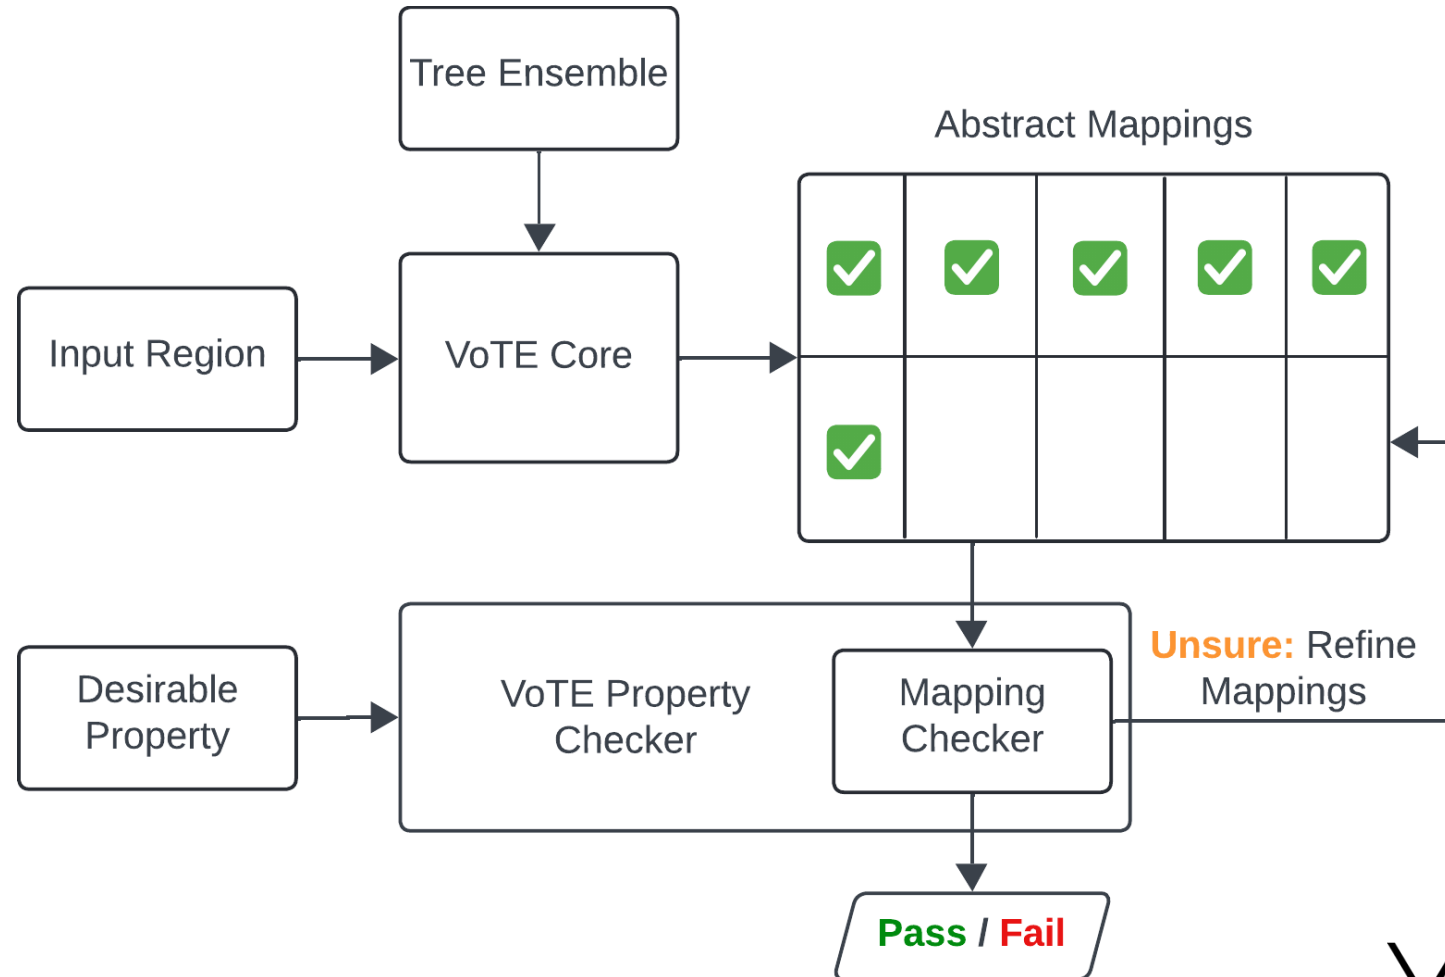 Tree Ensemble
Abstract Mappings
Input Region
VoTE Core
Desirable
Property
VoTE Property
Checker
Mapping
Checker
Unsure: Refine
Mappings
Pass / Fail